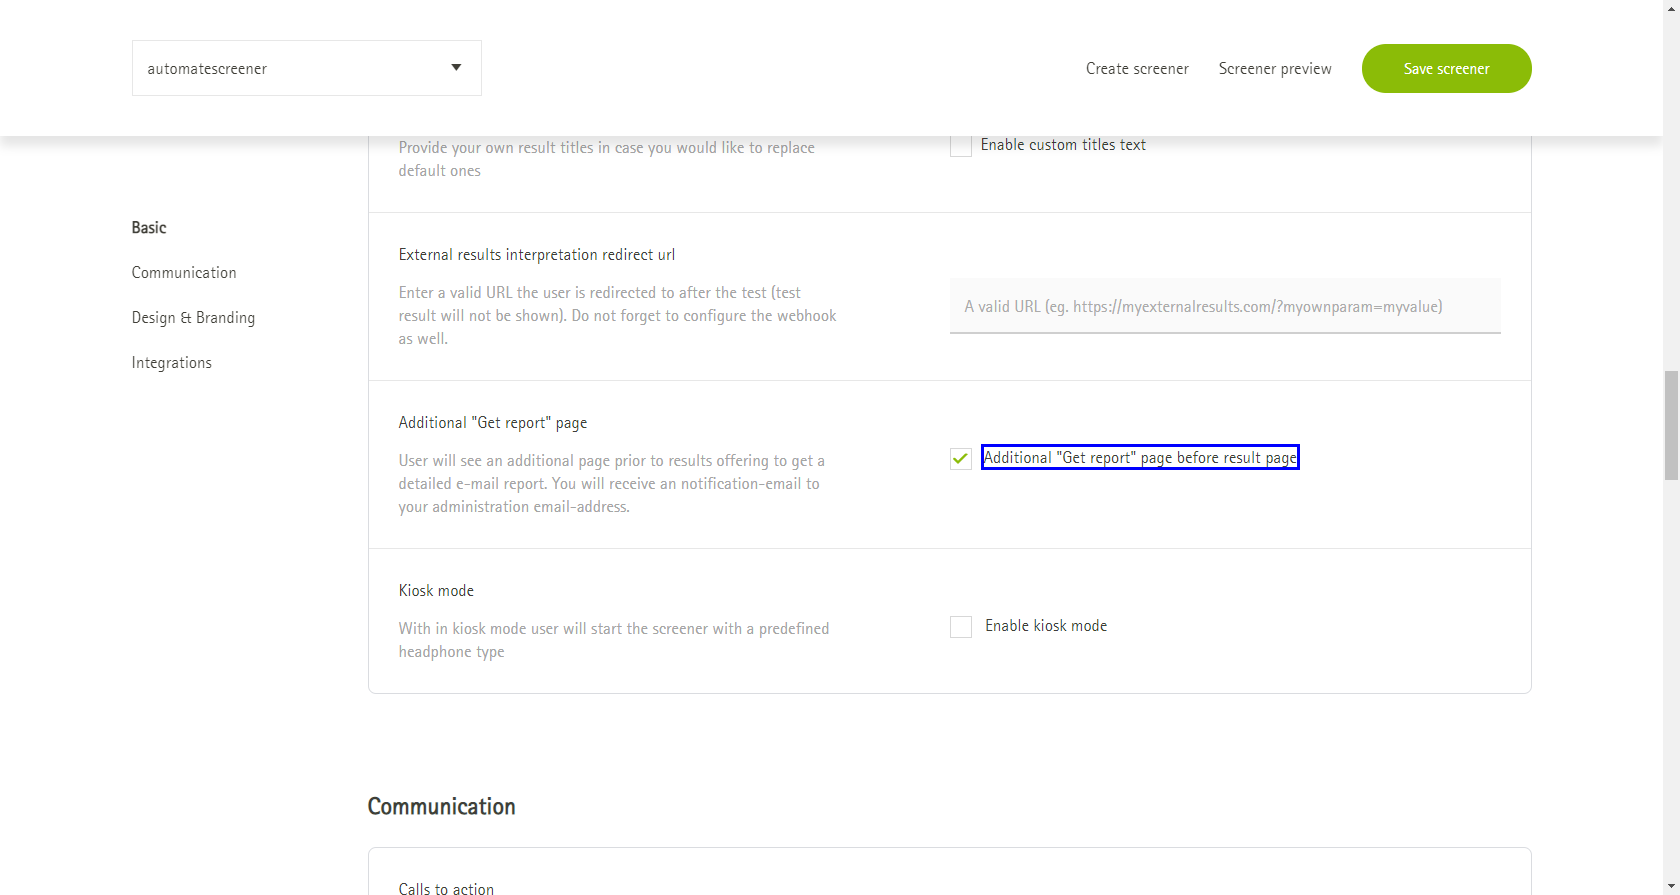 automatescreener
Create screener
Screener preview
Save screener
Provide your own result titles in case you would like to replace
default ones
Enable custom titles text
Basic
Communication
Design & Branding
Integrations
External results interpretation redirect url
Enter a valid URL the user is redirected to after the test (test
result will not be shown). Do not forget to configure the webhook
as well.
A valid URL (eg. https://myexternalresults.com/?myownparam=myvalue)
Additional "Get report" page
User will see an additional page prior to results offering to get a
detailed e-mail report. You will receive an notification-email to
your administration email-address.
Additional "Get report" page before result page
Kiosk mode
With in kiosk mode user will start the screener with a predefined
headphone type
Enable kiosk mode
Communication
Calls to action